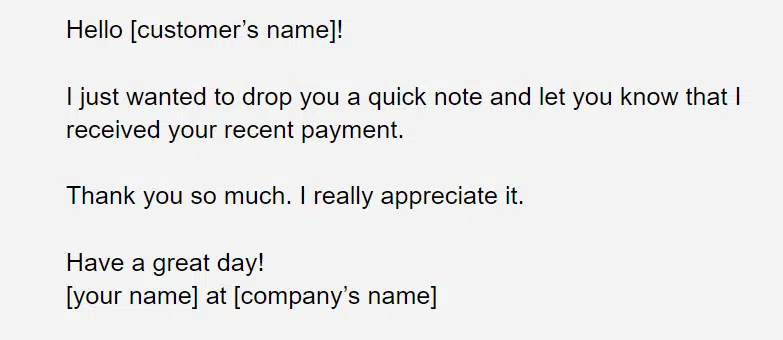 Hello [customer’s name]!
I just wanted to drop you a quick note and let you know that I
received your recent payment.
Thank you so much. I really appreciate it.
Have a great day!
[your name] at [company’s name]